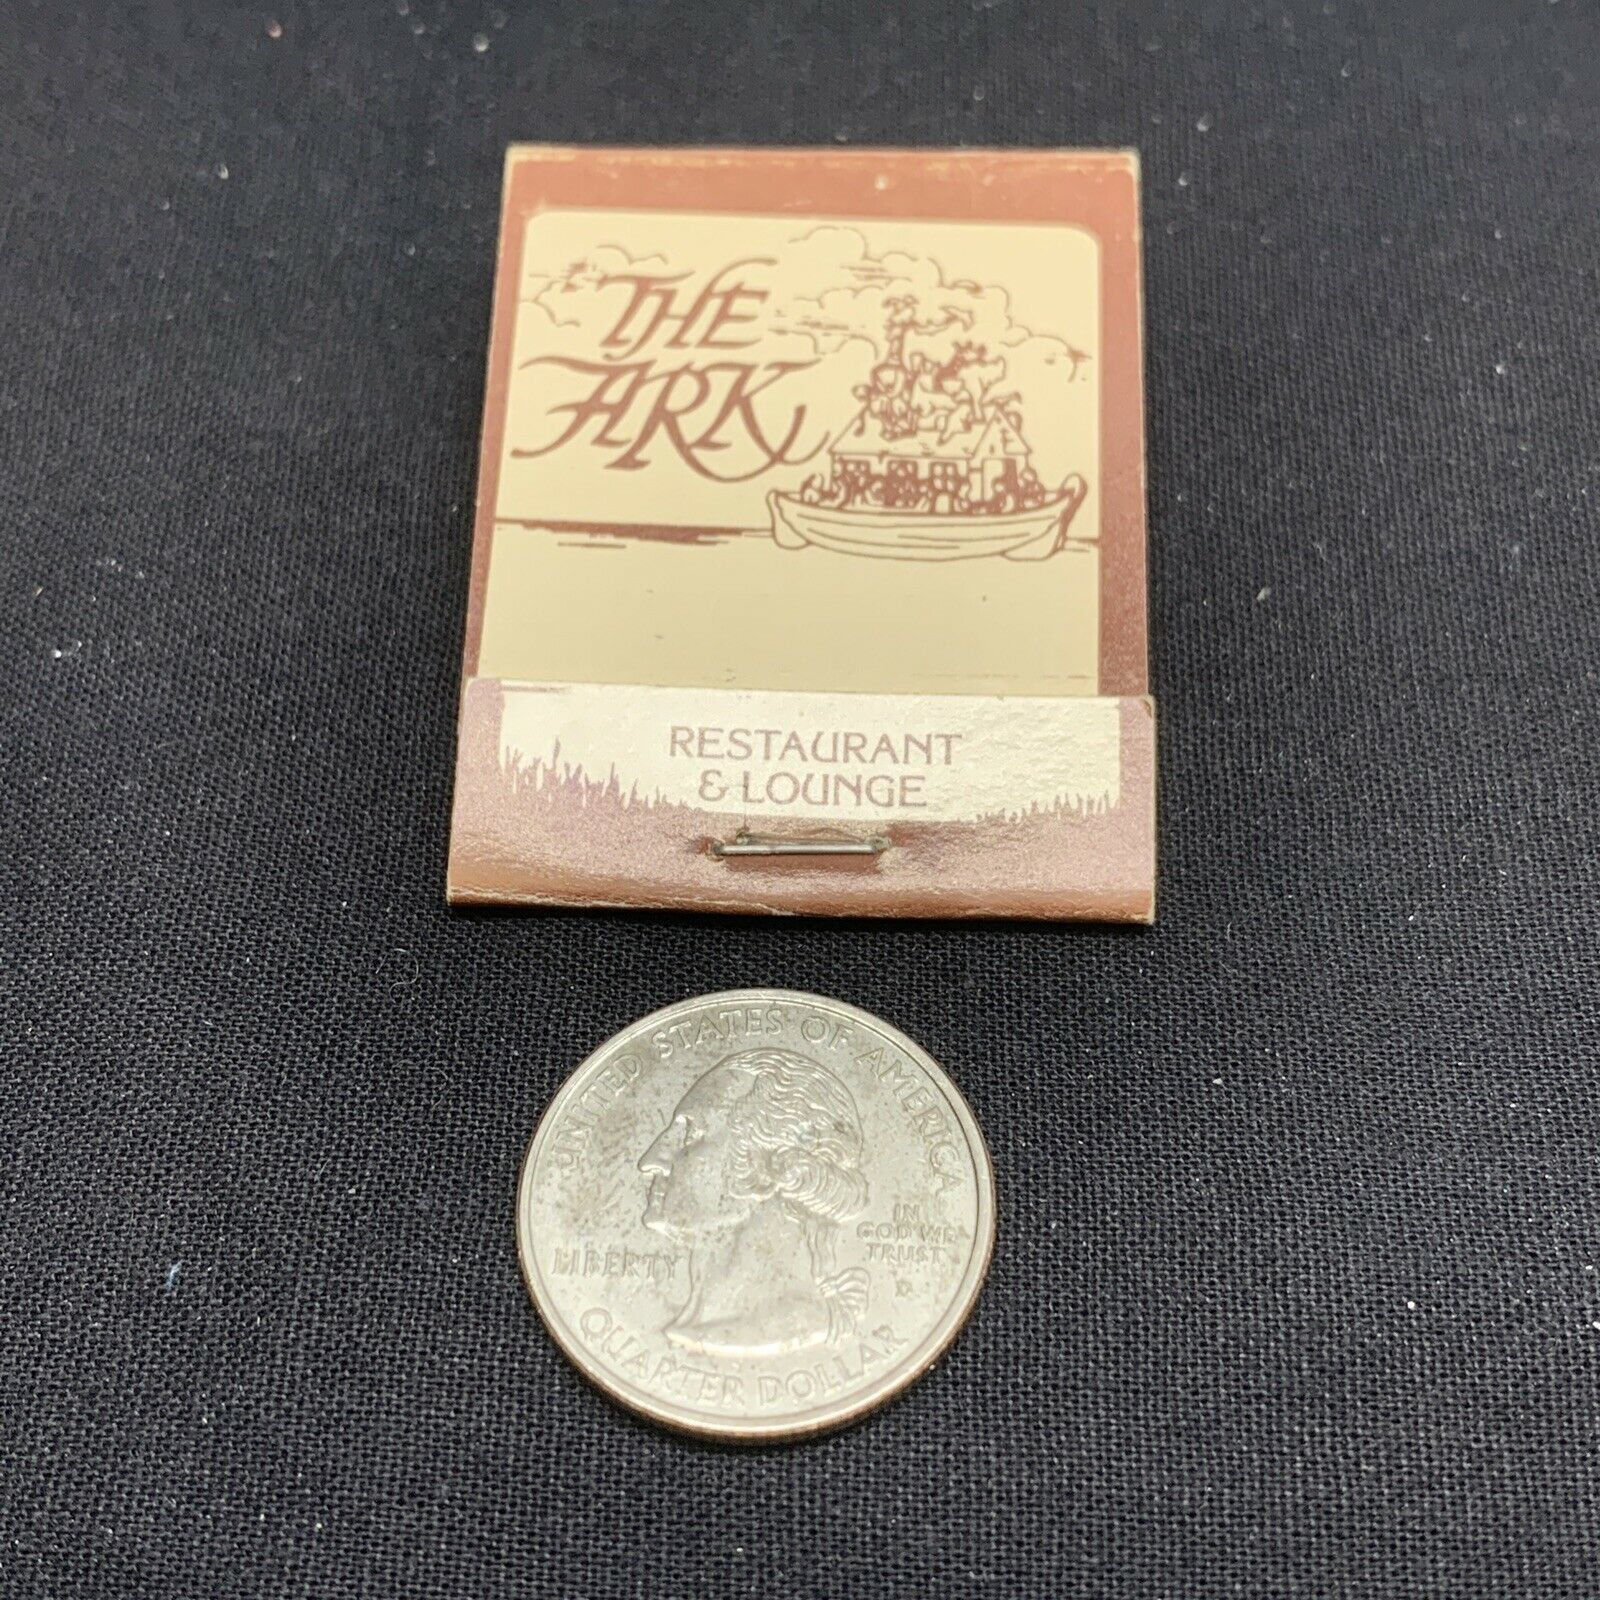 THE
ARK
RESTAURANT
& LOUNGE
UNITED STATES OF AMERICA
IN
GOD WE
TRUST
LIBERTY
D
QUARTER DOLLAR